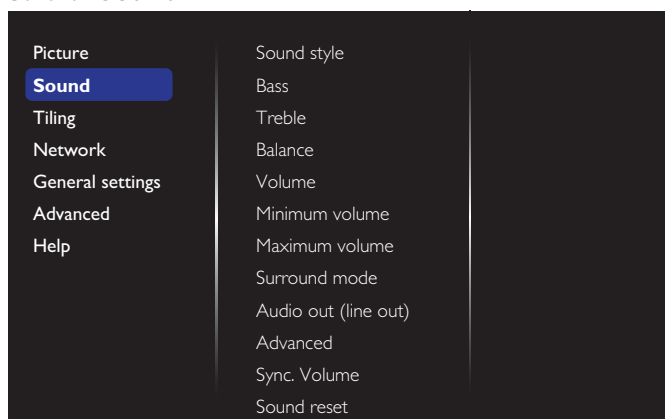 Picture
Sound
Tiling
Network
General settings
Advanced
Help
Sound style
Bass
Treble
Balance
Volume
Minimum volume
Maximum volume
Surround mode
Audio out (line out)
Advanced
Sync. Volume
Sound reset